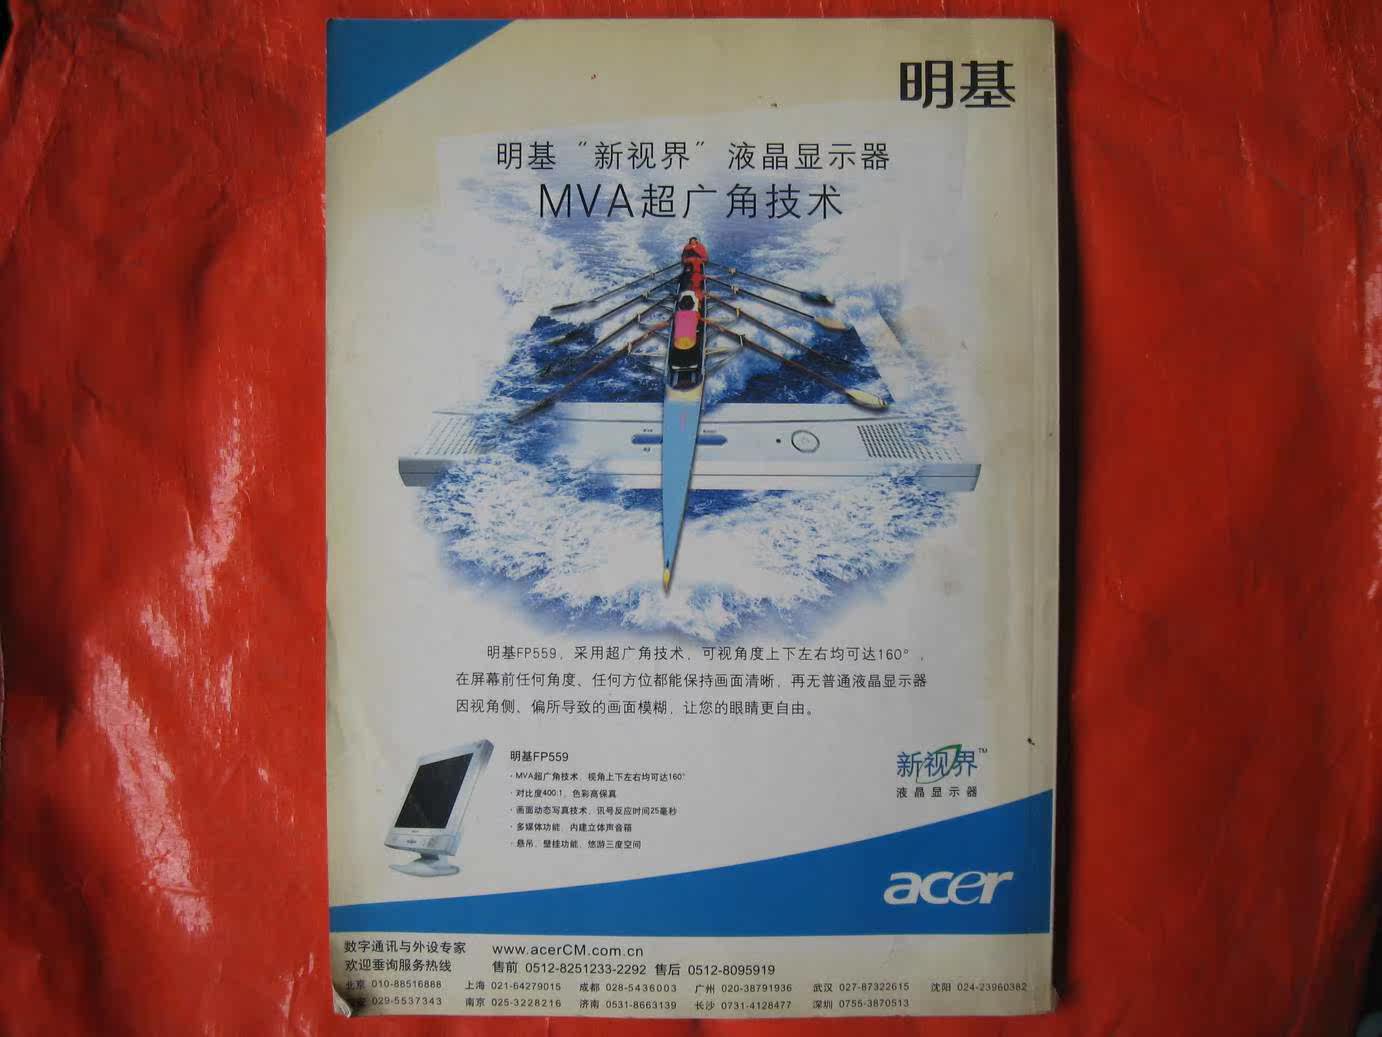 明基
明基“新视界”液晶显示器
MVA超广角技术
明基FP559，采用超广角技术，可视角度上下左右均可达160°，
在屏幕前任何角度、任何方位都能保持画面清晰，再无普通液晶显示器
因视角侧、偏所导致的画面模糊，让您的眼睛更自由。
明基FP559
·MVA超广角技术，视角上下左右均可达160°
·对比度400:1，色彩高保真
·画面动态写真技术，讯号反应时间25毫秒
·多媒体功能，内建立体声音箱
·悬吊、壁挂功能，悠游三度空间
新视界™
液晶显示器
acer
数字通讯与外设专家 www.acerCM.com.cn
欢迎垂询服务热线 售前 0512-8251233-2292 售后 0512-8095919
北京 010-88516888 上海 021-64279015 成都 028-5436003 广州 020-38791936 武汉 027-87322615 沈阳 024-23960382
029-5537343 南京 025-3228216 济南 0531-8663139 长沙 0731-4128477 深圳 0755-3870513